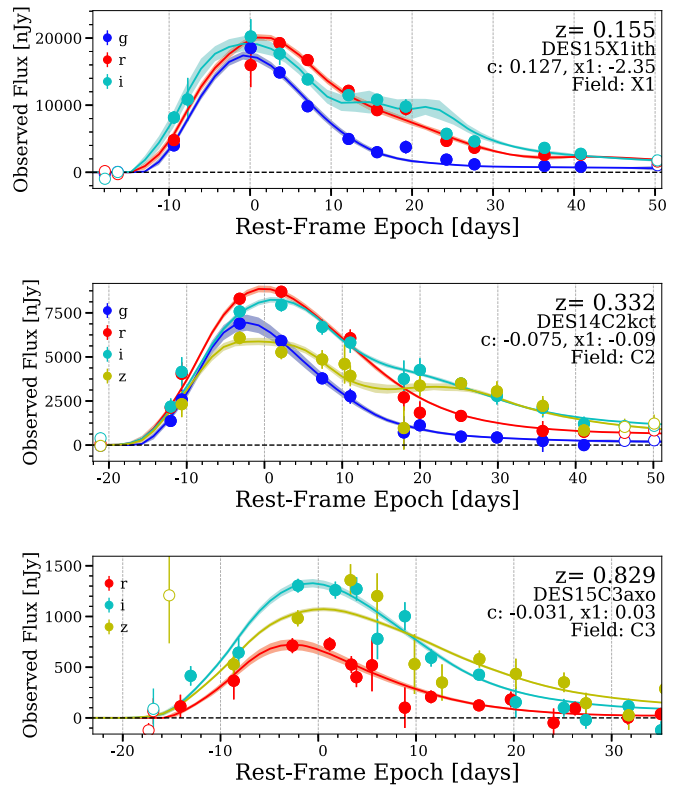 20000
10000
0
Observed Flux [nJy]
g
r
i
z= 0.155
DES15X1ith
c: 0.127, x1: -2.35
Field: X1
-10 0 10 20 30 40 50
Rest-Frame Epoch [days]
7500
5000
2500
0
Observed Flux [nJy]
g
r
i
z
z= 0.332
DES14C2kct
c: -0.075, x1: -0.09
Field: C2
-20 -10 0 10 20 30 40 50
Rest-Frame Epoch [days]
1500
1000
500
0
Observed Flux [nJy]
r
i
z
z= 0.829
DES15C3axo
c: -0.031, x1: 0.03
Field: C3
-20 -10 0 10 20 30
Rest-Frame Epoch [days]